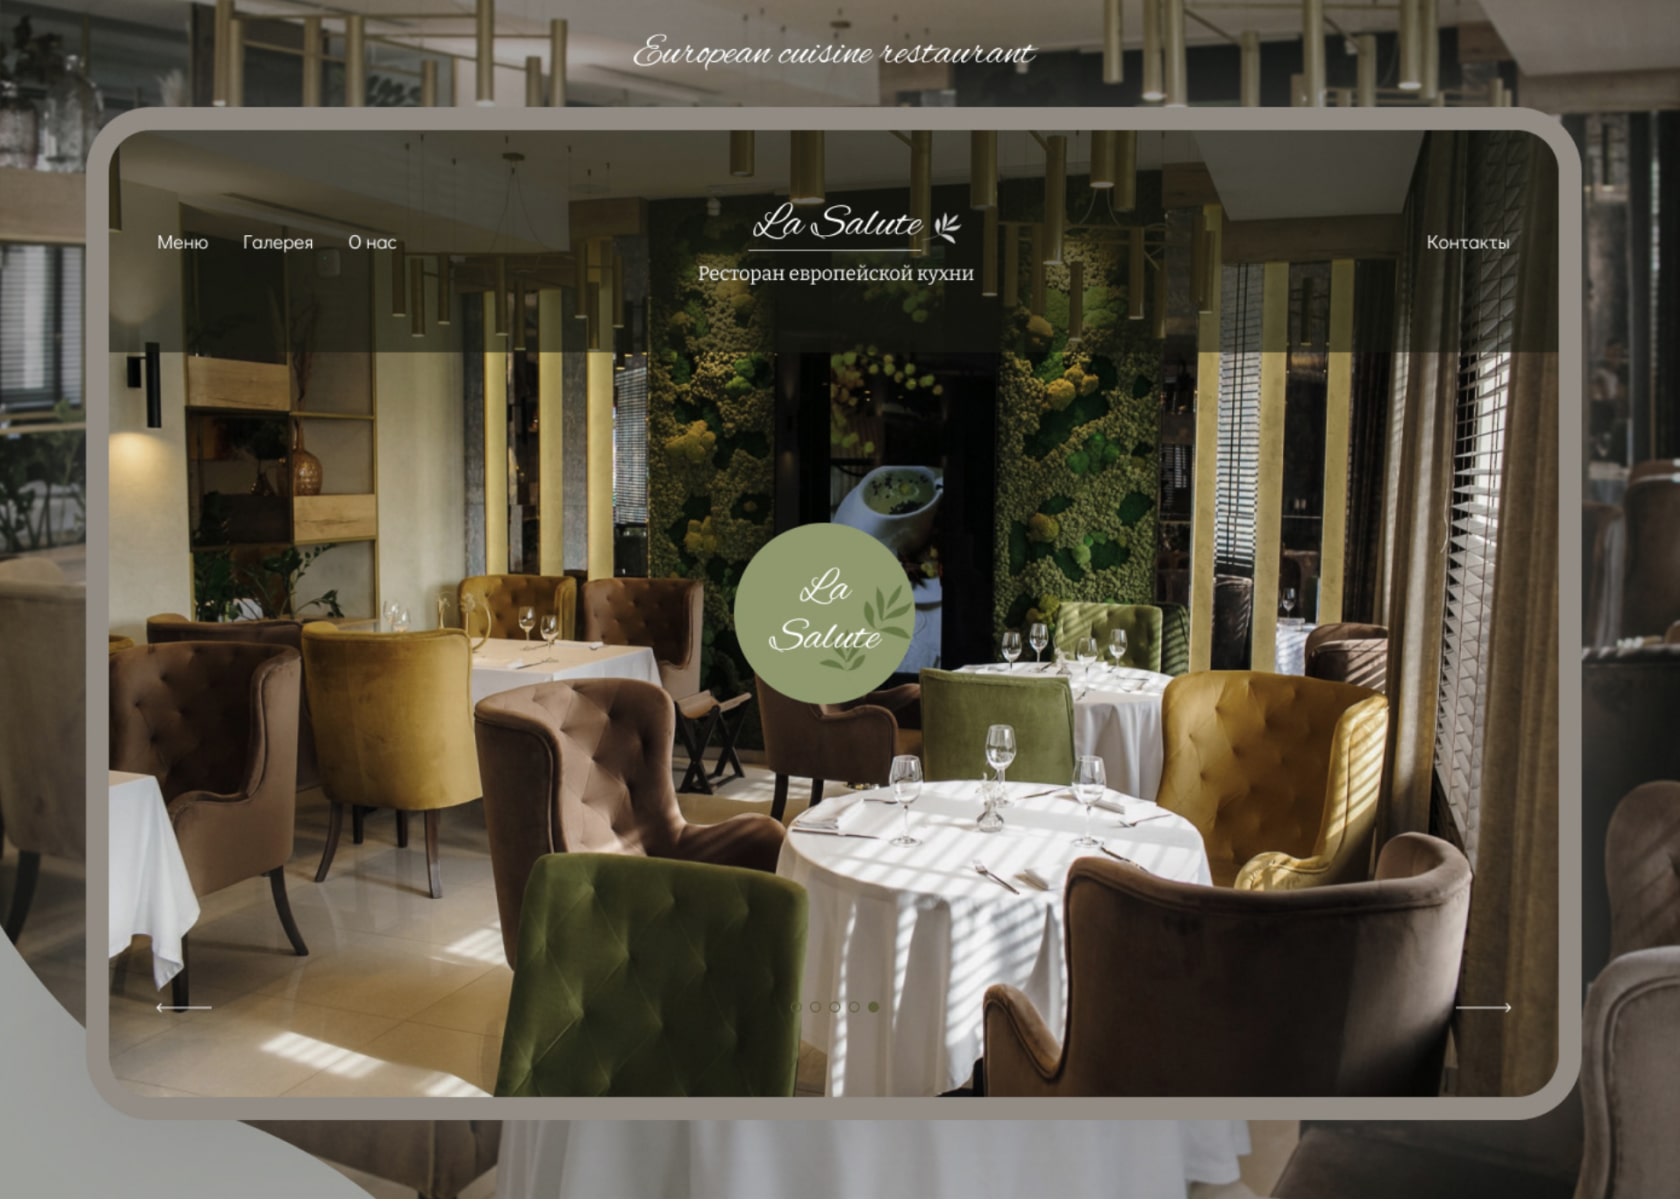 European cuisine restaurant
Меню Галерея О нас
La Salute
Ресторан европейской кухни
Контакты
La
Salute